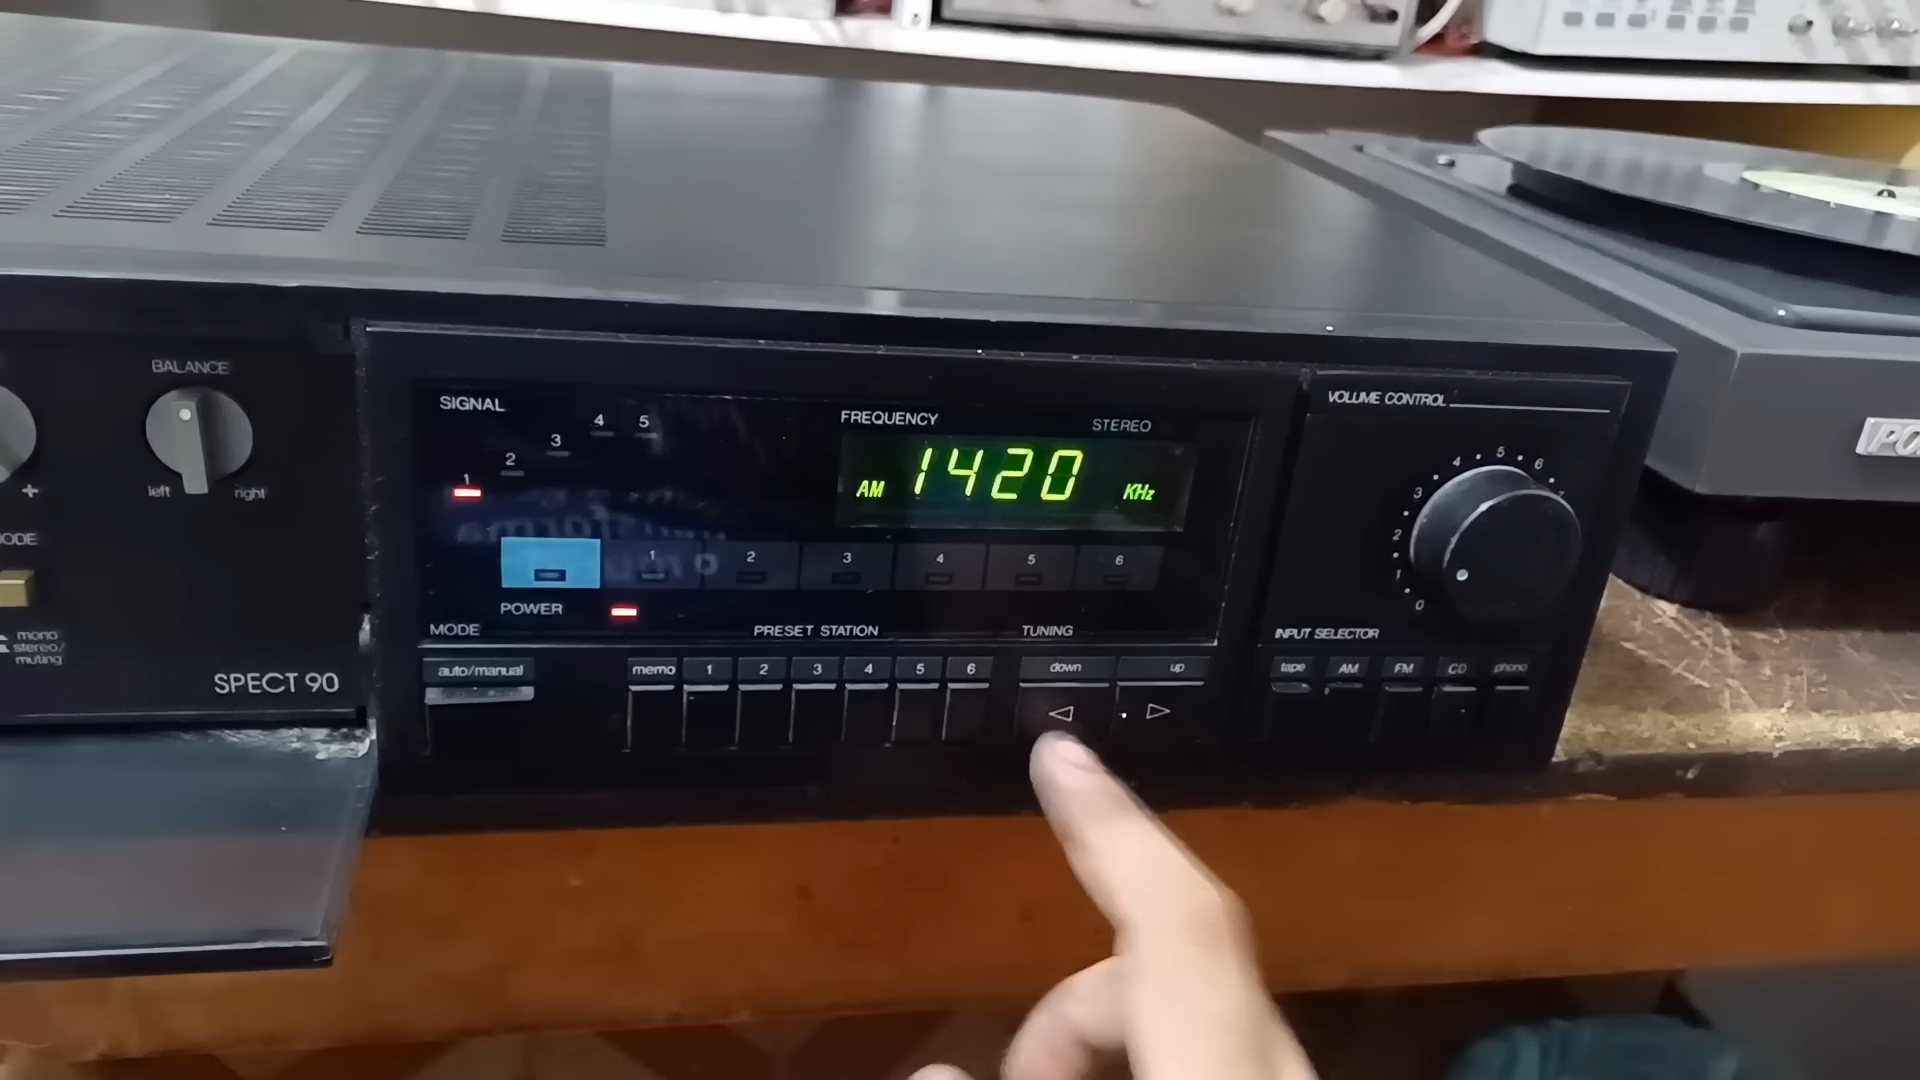 BALANCE
left right
+
mono
stereo/
muting
SPECT 90
SIGNAL
1 2 3 4 5
FREQUENCY STEREO
AM 1420 KHz
1 2 3 4 5 6
POWER
MODE PRESET STATION TUNING
auto/manual memo 1 2 3 4 5 6 down up
VOLUME CONTROL
0 1 2 3 4 5 6 7
INPUT SELECTOR
tape AM FM CD phono